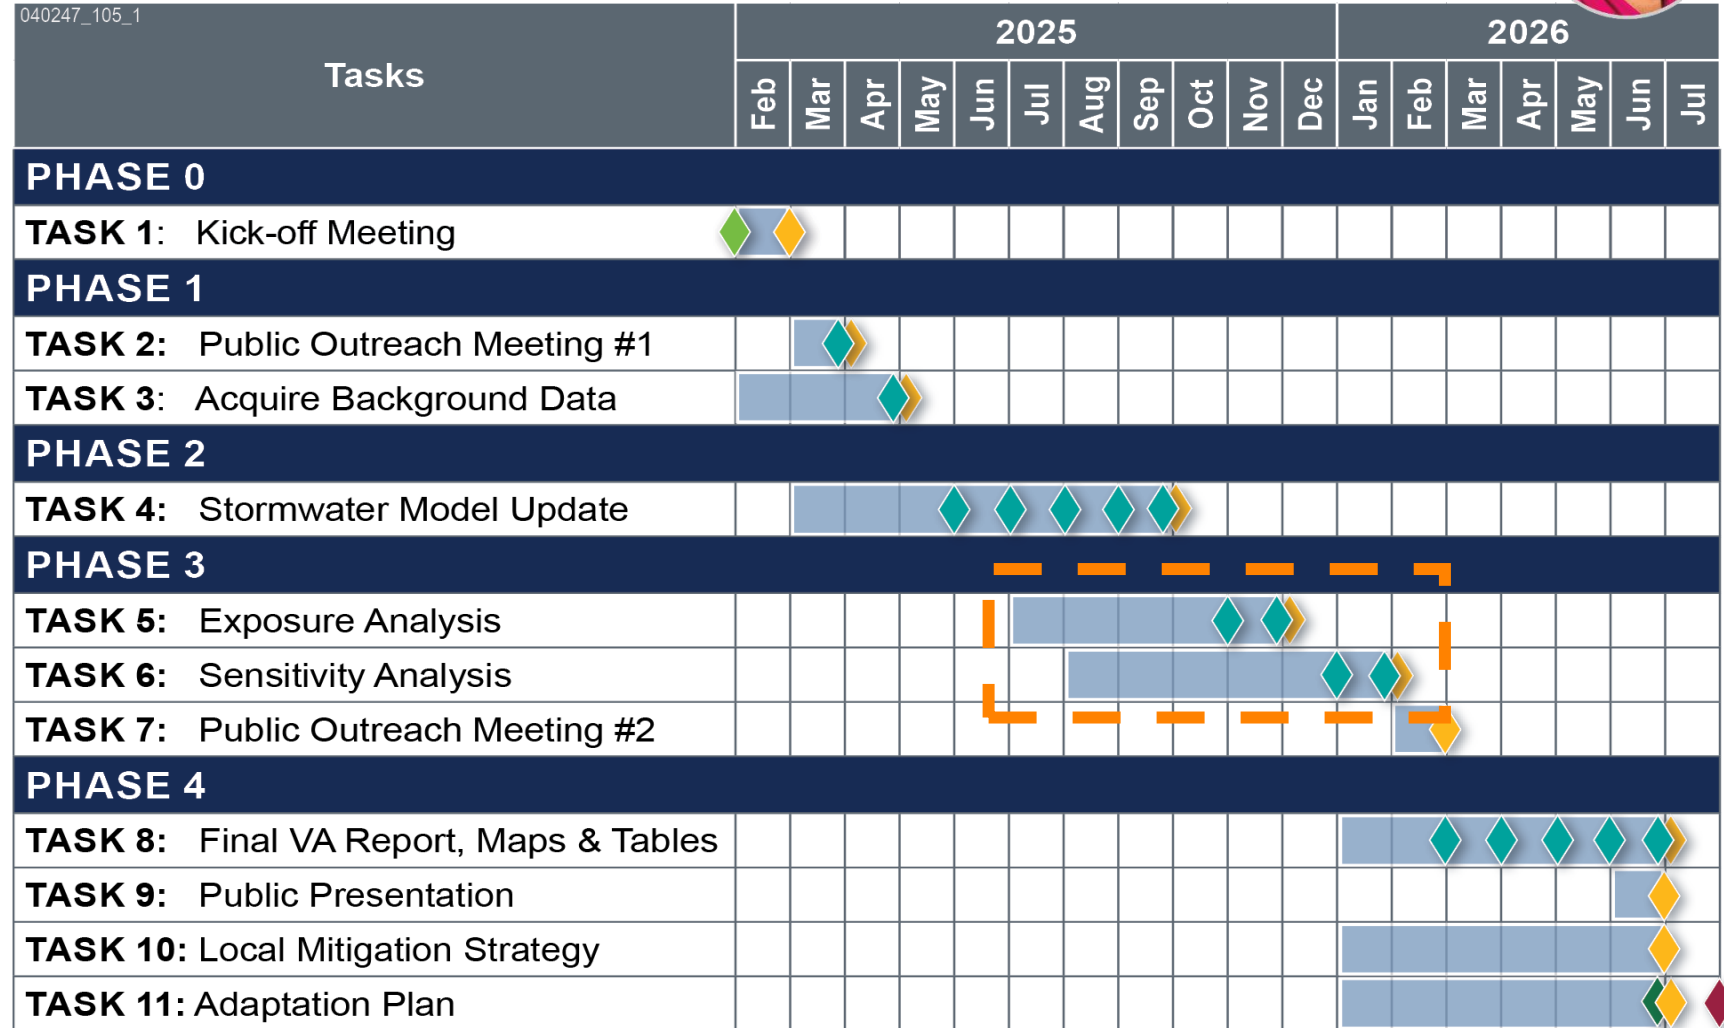 040247_105_1
Tasks
2025
2026
Feb Mar Apr May Jun Jul Aug Sep Oct Nov Dec Jan Feb Mar Apr May Jun Jul
PHASE 0
TASK 1: Kick-off Meeting
PHASE 1
TASK 2: Public Outreach Meeting #1
TASK 3: Acquire Background Data
PHASE 2
TASK 4: Stormwater Model Update
PHASE 3
TASK 5: Exposure Analysis
TASK 6: Sensitivity Analysis
TASK 7: Public Outreach Meeting #2
PHASE 4
TASK 8: Final VA Report, Maps & Tables
TASK 9: Public Presentation
TASK 10: Local Mitigation Strategy
TASK 11: Adaptation Plan